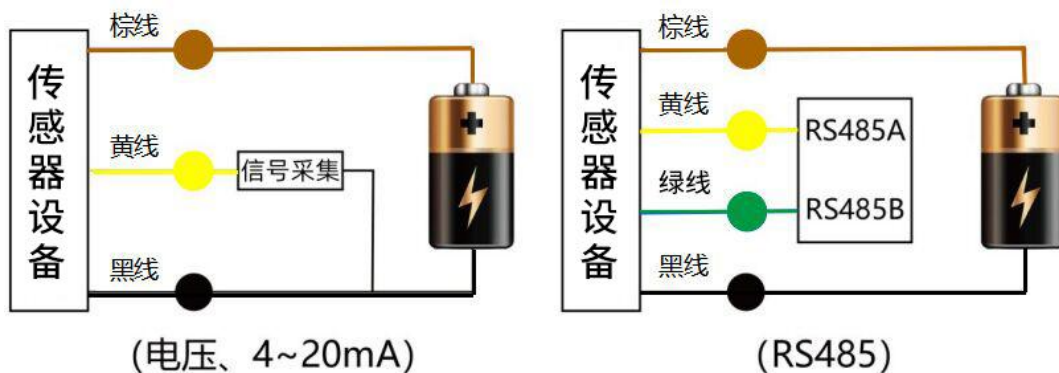 棕线
传感器设备
黄线
信号采集
黑线
(电压、4~20mA)
棕线
传感器设备
黄线
RS485A
绿线
RS485B
黑线
(RS485)